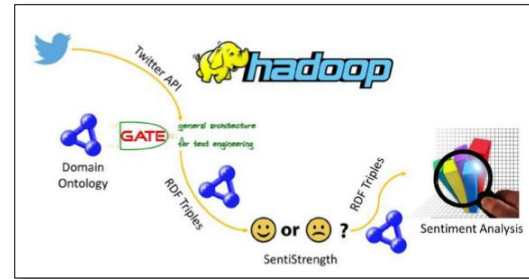 Twitter API
hadoop
GATE
general architecture
for text engineering
Domain
Ontology
RDF Triples
or ?
SentiStrength
RDF Triples
Sentiment Analysis